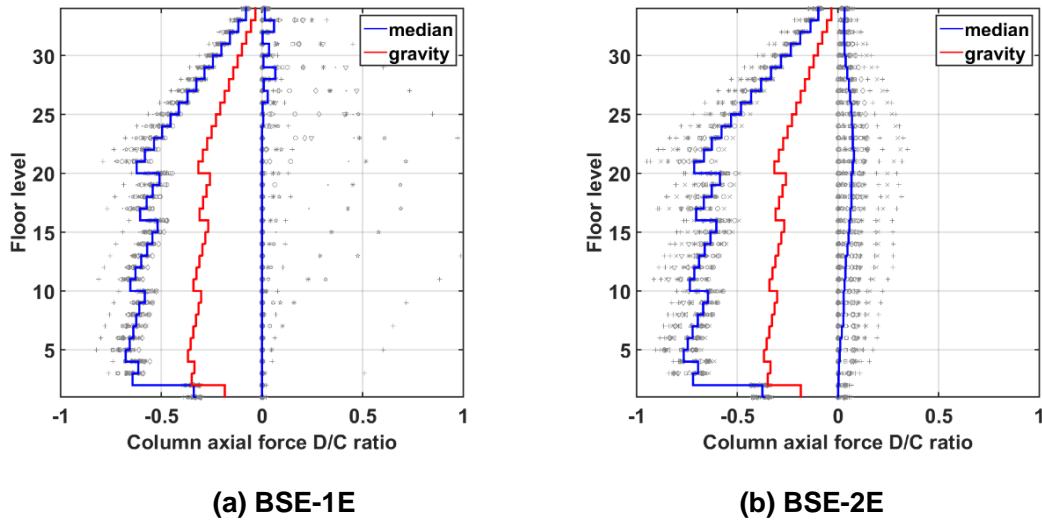 median
gravity
30
25
20
15
10
5
Floor level
-1
-0.5
0
0.5
1
Column axial force D/C ratio
(a) BSE-1E
median
gravity
30
25
20
15
10
5
Floor level
-1
-0.5
0
0.5
1
Column axial force D/C ratio
(b) BSE-2E